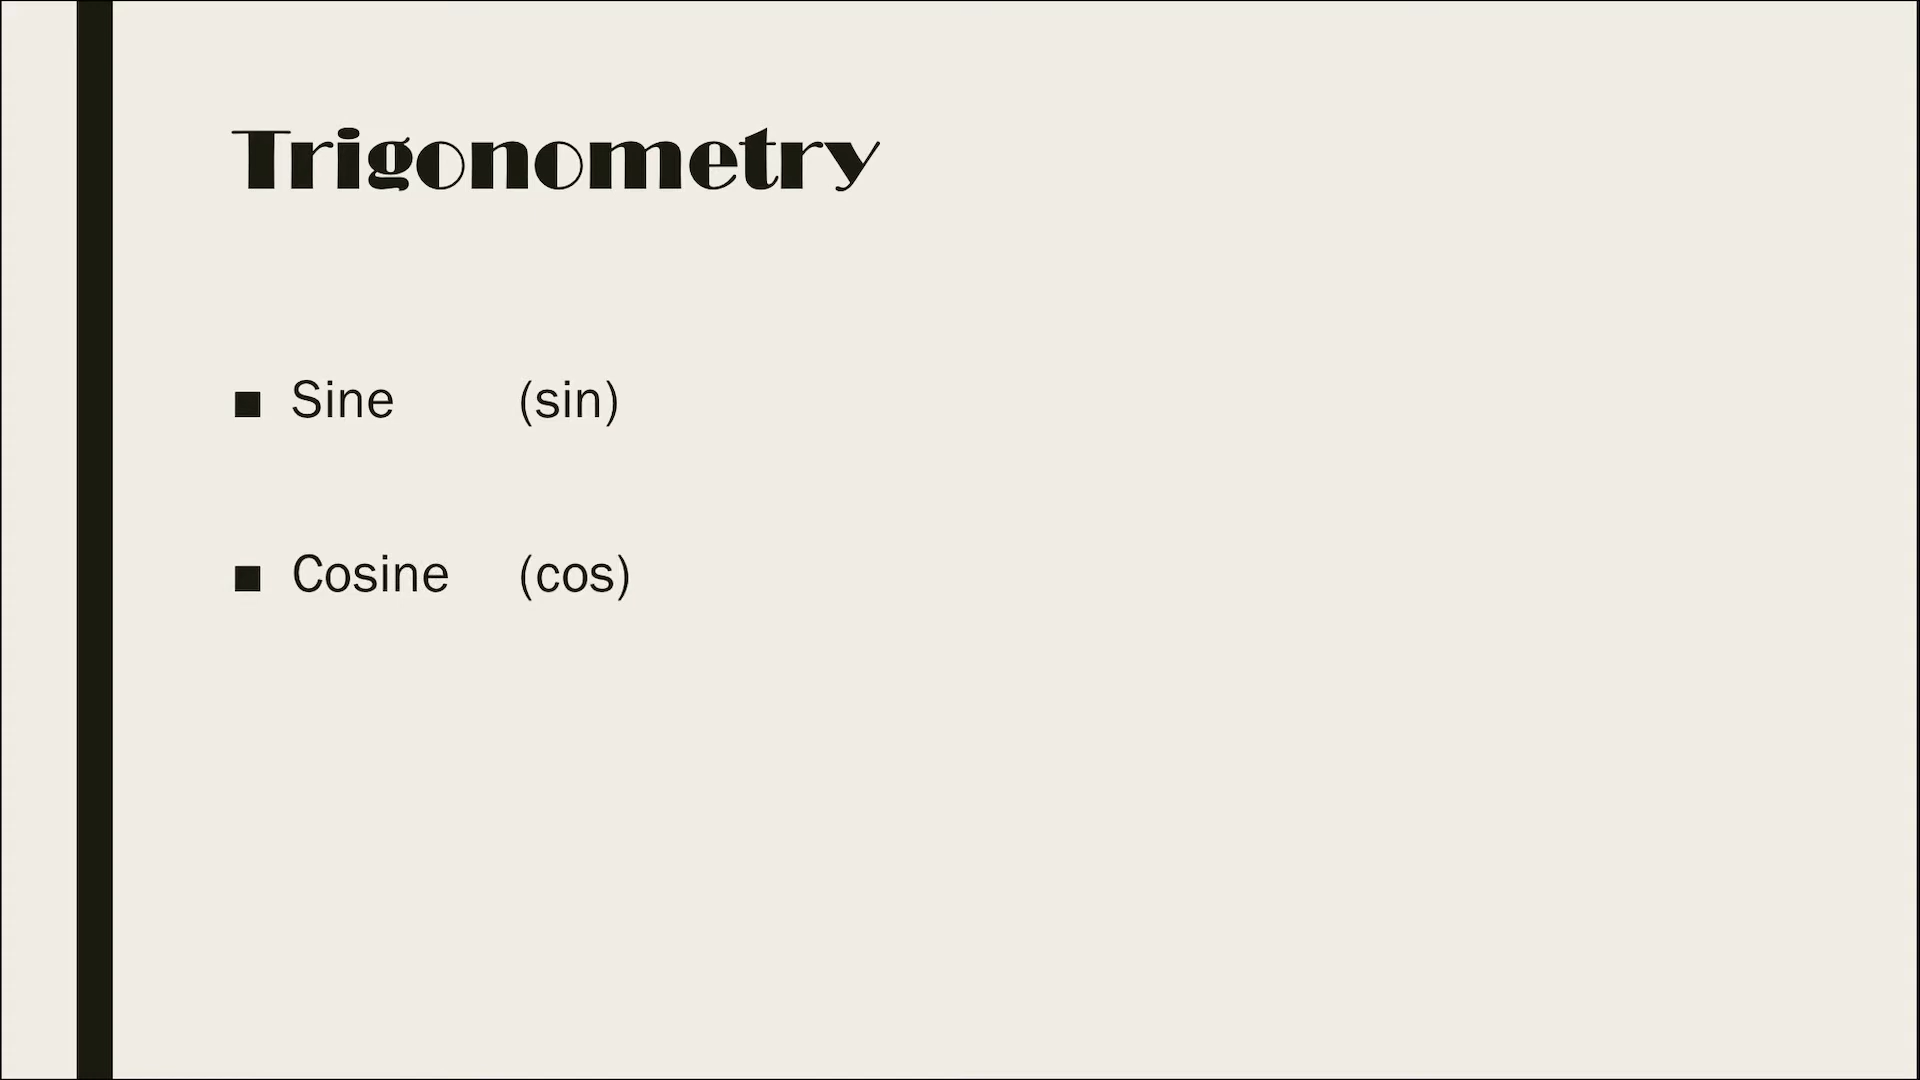 Trigonometry
■ Sine (sin)
■ Cosine (cos)